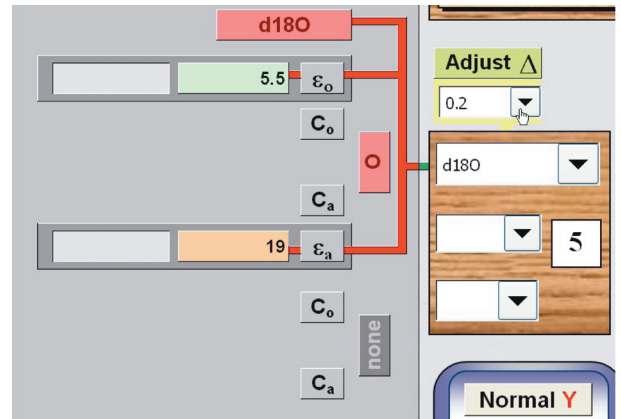 d18O
Adjust Δ
5.5 εo
0.2
Co
O
d18O
Ca
19 εa
5
Co
none
Ca
Normal Y